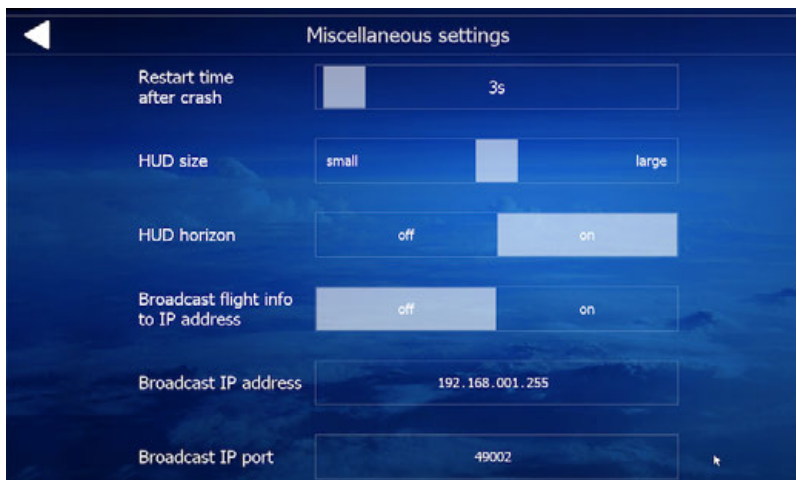 Miscellaneous settings
Restart time
after crash
3s
HUD size
small
large
HUD horizon
off
on
Broadcast flight info
to IP address
off
on
Broadcast IP address
192.168.001.255
Broadcast IP port
49002